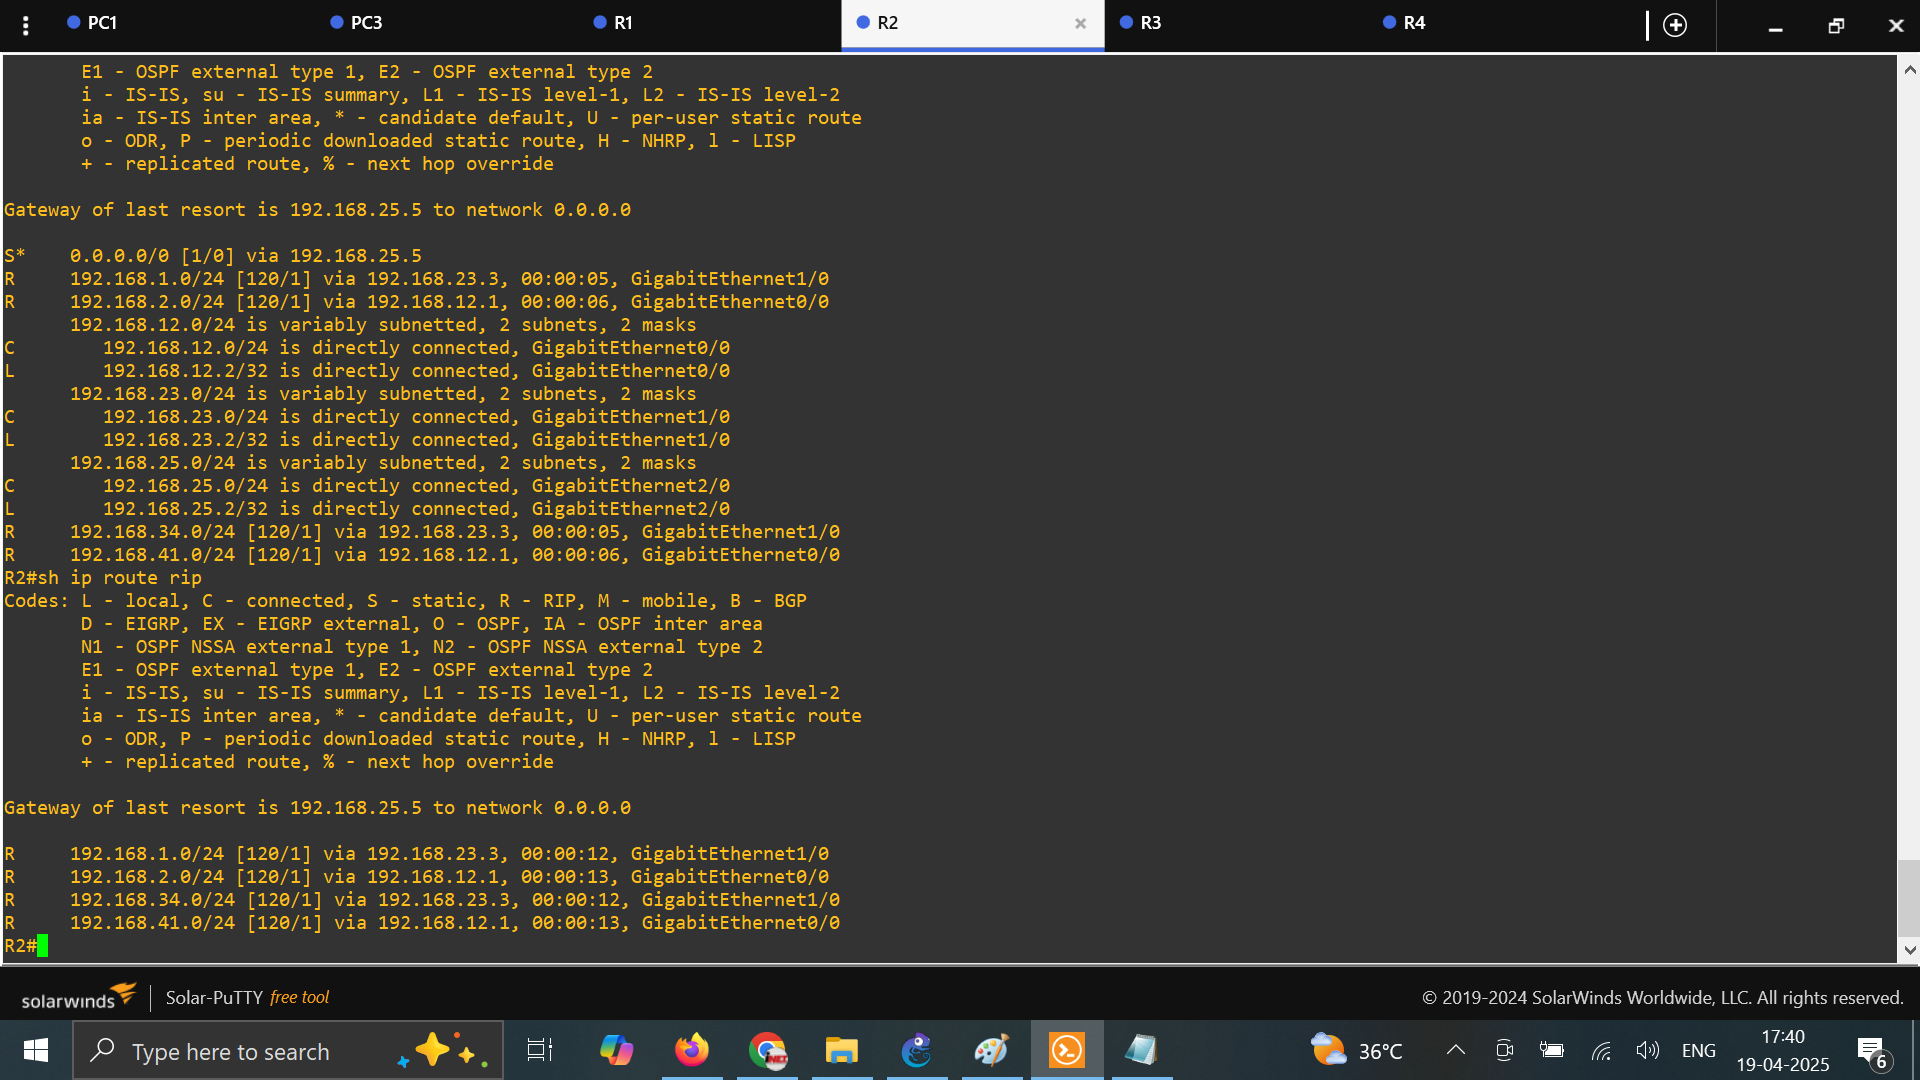 PC1
PC3
R1
R2
R3
R4
E1 - OSPF external type 1, E2 - OSPF external type 2
i - IS-IS, su - IS-IS summary, L1 - IS-IS level-1, L2 - IS-IS level-2
ia - IS-IS inter area, * - candidate default, U - per-user static route
o - ODR, P - periodic downloaded static route, H - NHRP, l - LISP
+ - replicated route, % - next hop override
Gateway of last resort is 192.168.25.5 to network 0.0.0.0
S*    0.0.0.0/0 [1/0] via 192.168.25.5
R     192.168.1.0/24 [120/1] via 192.168.23.3, 00:00:05, GigabitEthernet1/0
R     192.168.2.0/24 [120/1] via 192.168.12.1, 00:00:06, GigabitEthernet0/0
      192.168.12.0/24 is variably subnetted, 2 subnets, 2 masks
C        192.168.12.0/24 is directly connected, GigabitEthernet0/0
L        192.168.12.2/32 is directly connected, GigabitEthernet0/0
      192.168.23.0/24 is variably subnetted, 2 subnets, 2 masks
C        192.168.23.0/24 is directly connected, GigabitEthernet1/0
L        192.168.23.2/32 is directly connected, GigabitEthernet1/0
      192.168.25.0/24 is variably subnetted, 2 subnets, 2 masks
C        192.168.25.0/24 is directly connected, GigabitEthernet2/0
L        192.168.25.2/32 is directly connected, GigabitEthernet2/0
R     192.168.34.0/24 [120/1] via 192.168.23.3, 00:00:05, GigabitEthernet1/0
R     192.168.41.0/24 [120/1] via 192.168.12.1, 00:00:06, GigabitEthernet0/0
R2#sh ip route rip
Codes: L - local, C - connected, S - static, R - RIP, M - mobile, B - BGP
       D - EIGRP, EX - EIGRP external, O - OSPF, IA - OSPF inter area
       N1 - OSPF NSSA external type 1, N2 - OSPF NSSA external type 2
       E1 - OSPF external type 1, E2 - OSPF external type 2
       i - IS-IS, su - IS-IS summary, L1 - IS-IS level-1, L2 - IS-IS level-2
       ia - IS-IS inter area, * - candidate default, U - per-user static route
       o - ODR, P - periodic downloaded static route, H - NHRP, l - LISP
       + - replicated route, % - next hop override
Gateway of last resort is 192.168.25.5 to network 0.0.0.0
R     192.168.1.0/24 [120/1] via 192.168.23.3, 00:00:12, GigabitEthernet1/0
R     192.168.2.0/24 [120/1] via 192.168.12.1, 00:00:13, GigabitEthernet0/0
R     192.168.34.0/24 [120/1] via 192.168.23.3, 00:00:12, GigabitEthernet1/0
R     192.168.41.0/24 [120/1] via 192.168.12.1, 00:00:13, GigabitEthernet0/0
R2#
solarwinds Solar-PuTTY free tool
© 2019-2024 SolarWinds Worldwide, LLC. All rights reserved.
Type here to search
36°C
ENG
17:40
19-04-2025
6